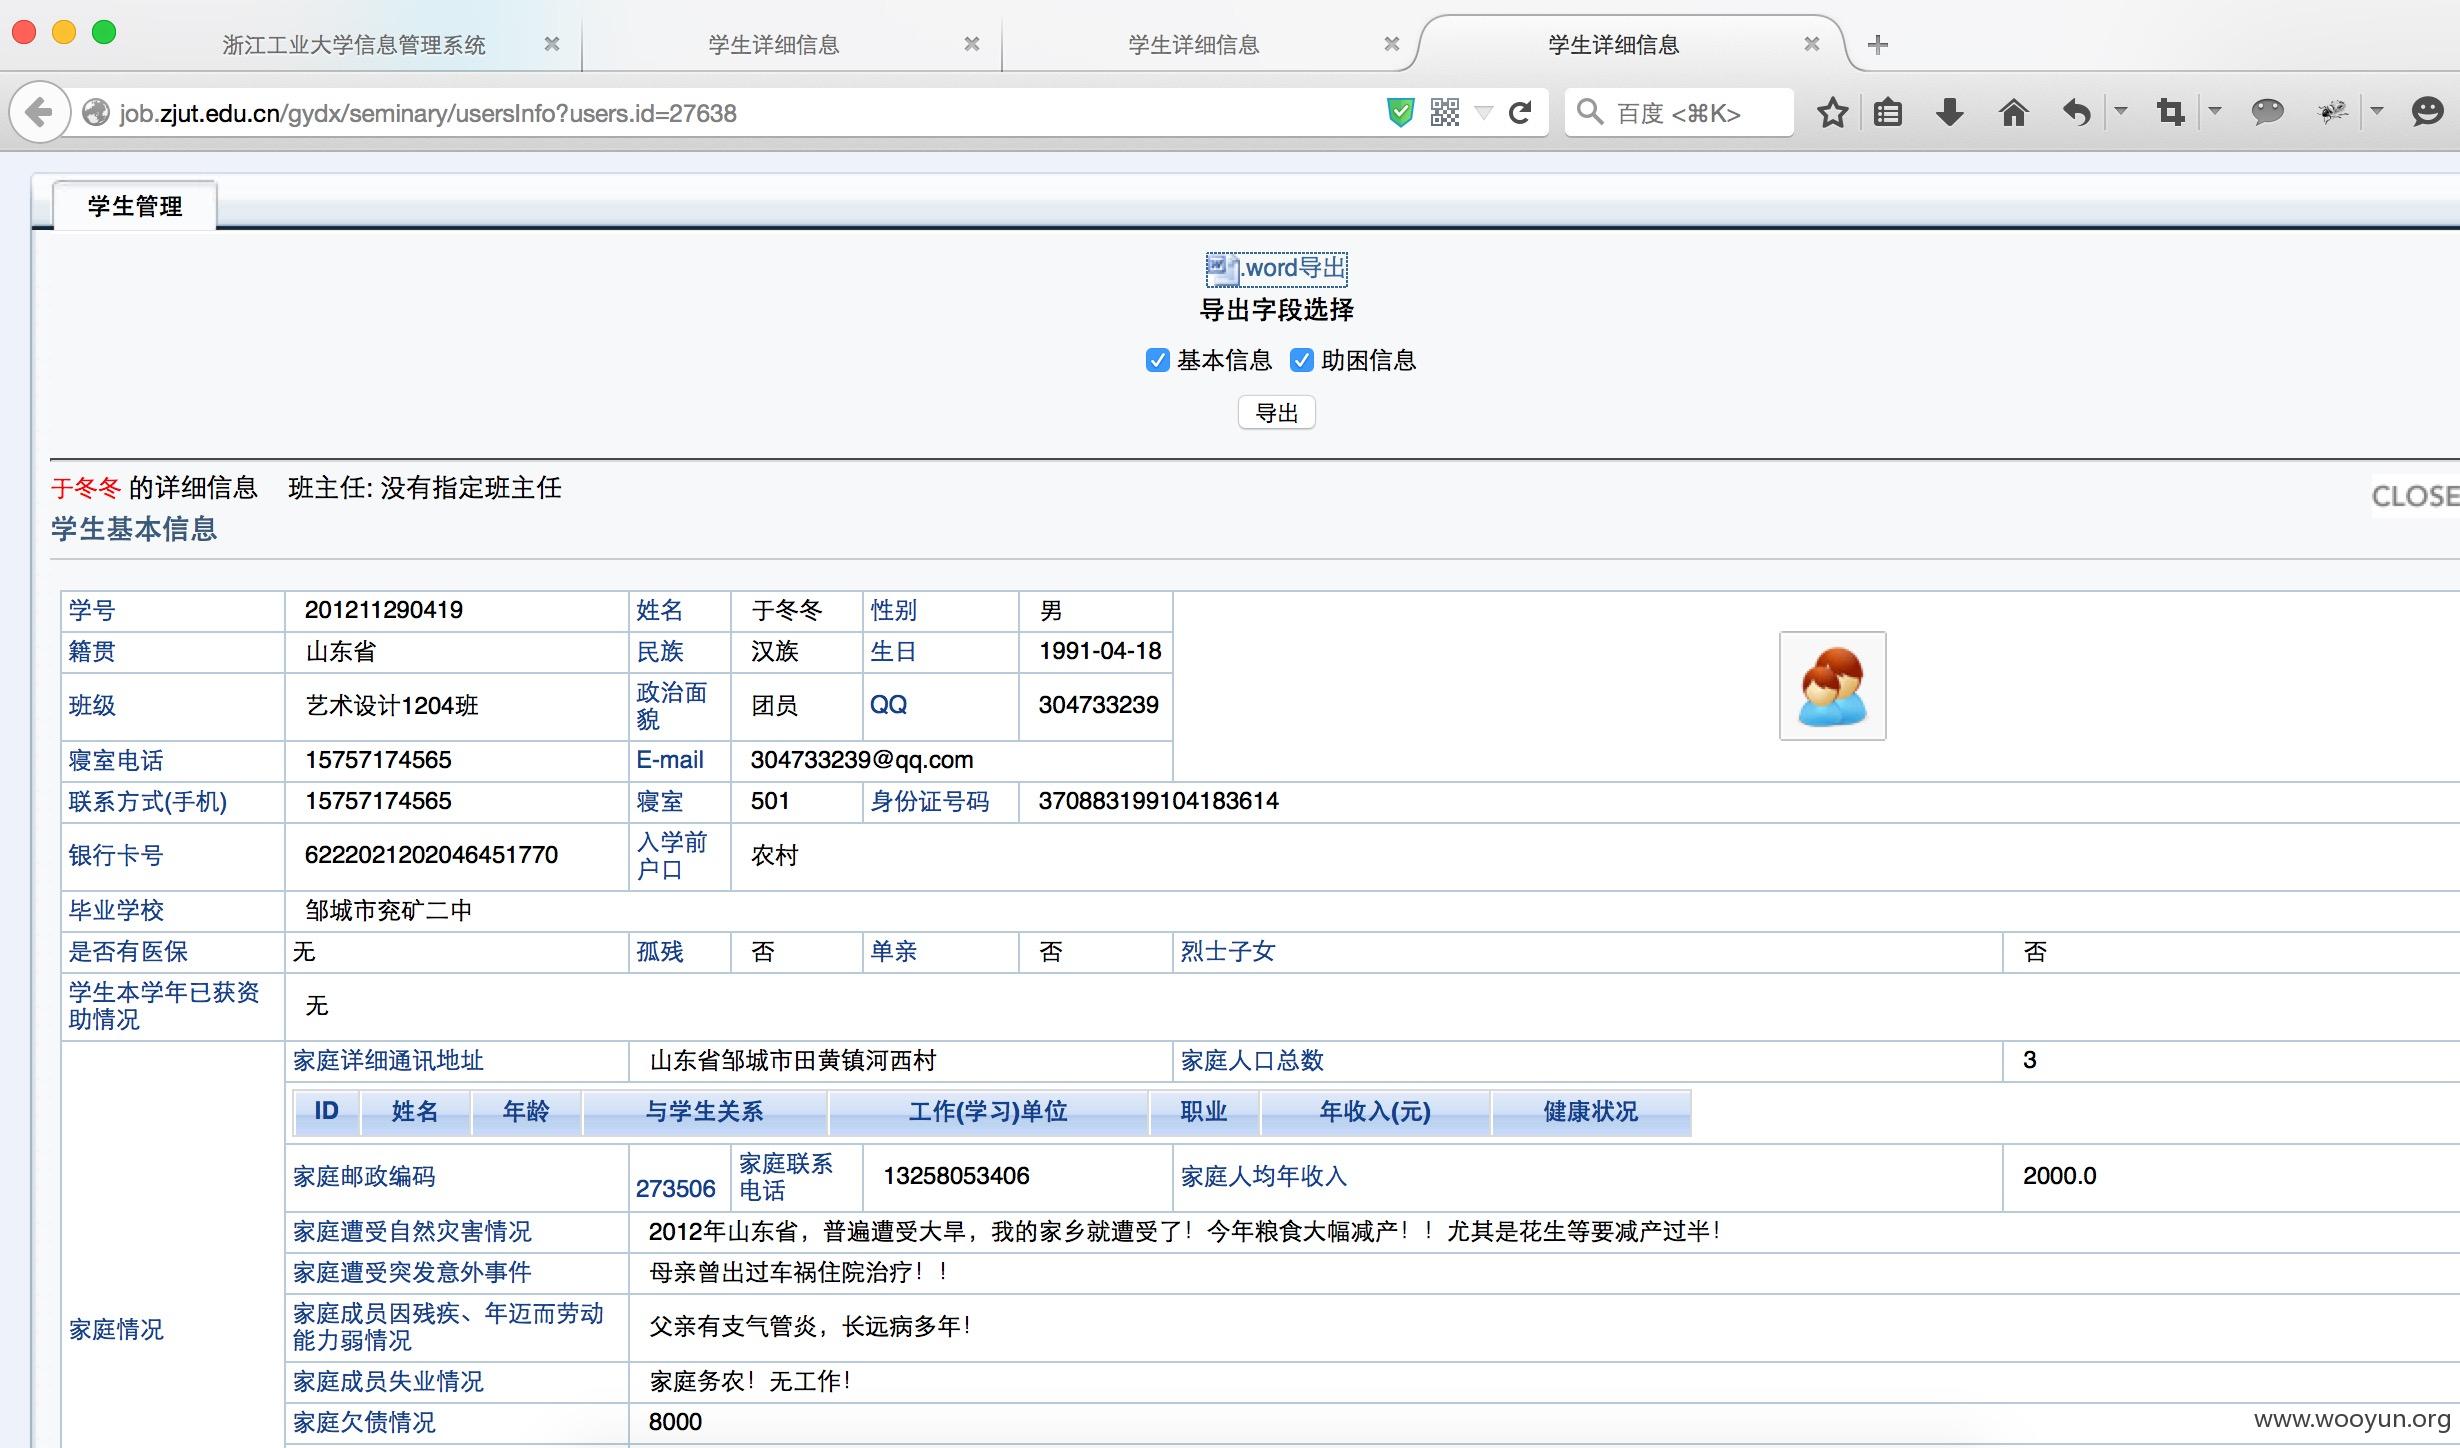 浙江工业大学信息管理系统
学生详细信息
学生详细信息
学生详细信息
job.zjut.edu.cn/gydx/seminary/usersInfo?users.id=27638
百度 <⌘K>
学生管理
.word导出
导出字段选择
基本信息 助困信息
导出
于冬冬 的详细信息 班主任: 没有指定班主任
CLOSE
学生基本信息
学号 201211290419 姓名 于冬冬 性别 男
籍贯 山东省 民族 汉族 生日 1991-04-18
班级 艺术设计1204班 政治面貌 团员 QQ 304733239
寝室电话 15757174565 E-mail 304733239@qq.com
联系方式(手机) 15757174565 寝室 501 身份证号码 370883199104183614
银行卡号 6222021202046451770 入学前户口 农村
毕业学校 邹城市兖矿二中
是否有医保 无 孤残 否 单亲 否 烈士子女 否
学生本学年已获资助情况 无
家庭情况
家庭详细通讯地址 山东省邹城市田黄镇河西村 家庭人口总数 3
ID 姓名 年龄 与学生关系 工作(学习)单位 职业 年收入(元) 健康状况
家庭邮政编码 273506 家庭联系电话 13258053406 家庭人均年收入 2000.0
家庭遭受自然灾害情况 2012年山东省，普遍遭受大旱，我的家乡就遭受了！今年粮食大幅减产！！尤其是花生等要减产过半！
家庭遭受突发意外事件 母亲曾出过车祸住院治疗！！
家庭成员因残疾、年迈而劳动能力弱情况 父亲有支气管炎，长远病多年！
家庭成员失业情况 家庭务农！无工作！
家庭欠债情况 8000
www.wooyun.org